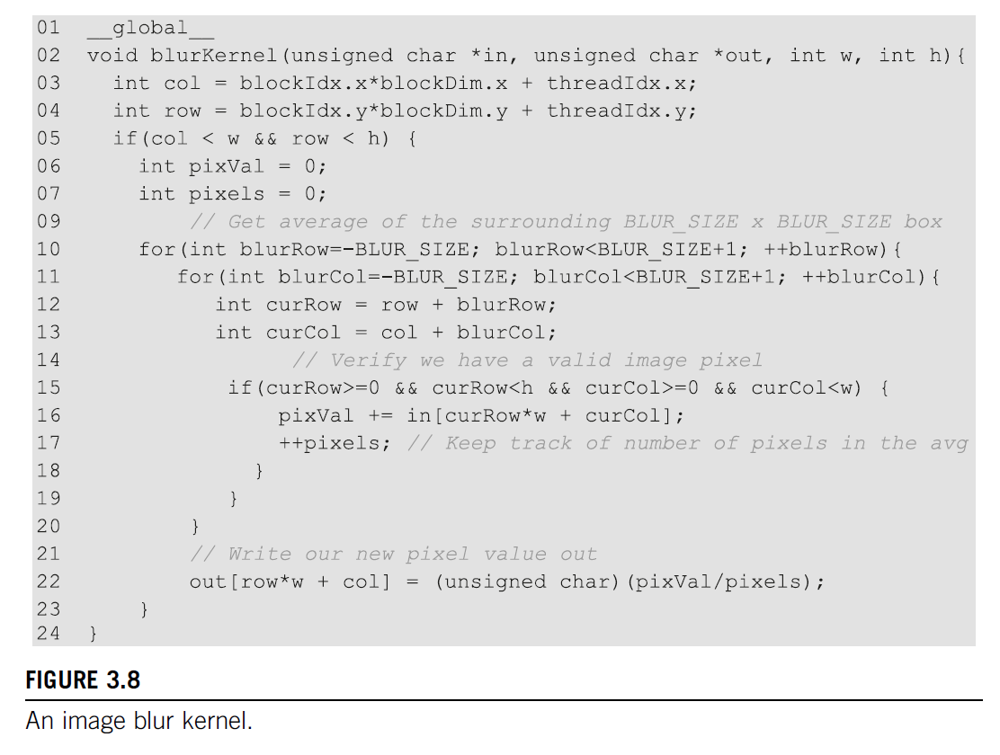 01 __global__
02 void blurKernel(unsigned char *in, unsigned char *out, int w, int h){
03 int col = blockIdx.x*blockDim.x + threadIdx.x;
04 int row = blockIdx.y*blockDim.y + threadIdx.y;
05 if(col < w && row < h) {
06 int pixVal = 0;
07 int pixels = 0;
09 // Get average of the surrounding BLUR_SIZE x BLUR_SIZE box
10 for(int blurRow=-BLUR_SIZE; blurRow<BLUR_SIZE+1; ++blurRow){
11 for(int blurCol=-BLUR_SIZE; blurCol<BLUR_SIZE+1; ++blurCol){
12 int curRow = row + blurRow;
13 int curCol = col + blurCol;
14 // Verify we have a valid image pixel
15 if(curRow>=0 && curRow<h && curCol>=0 && curCol<w) {
16 pixVal += in[curRow*w + curCol];
17 ++pixels; // Keep track of number of pixels in the avg
18 }
19 }
20 }
21 // Write our new pixel value out
22 out[row*w + col] = (unsigned char)(pixVal/pixels);
23 }
24 }
FIGURE 3.8
An image blur kernel.